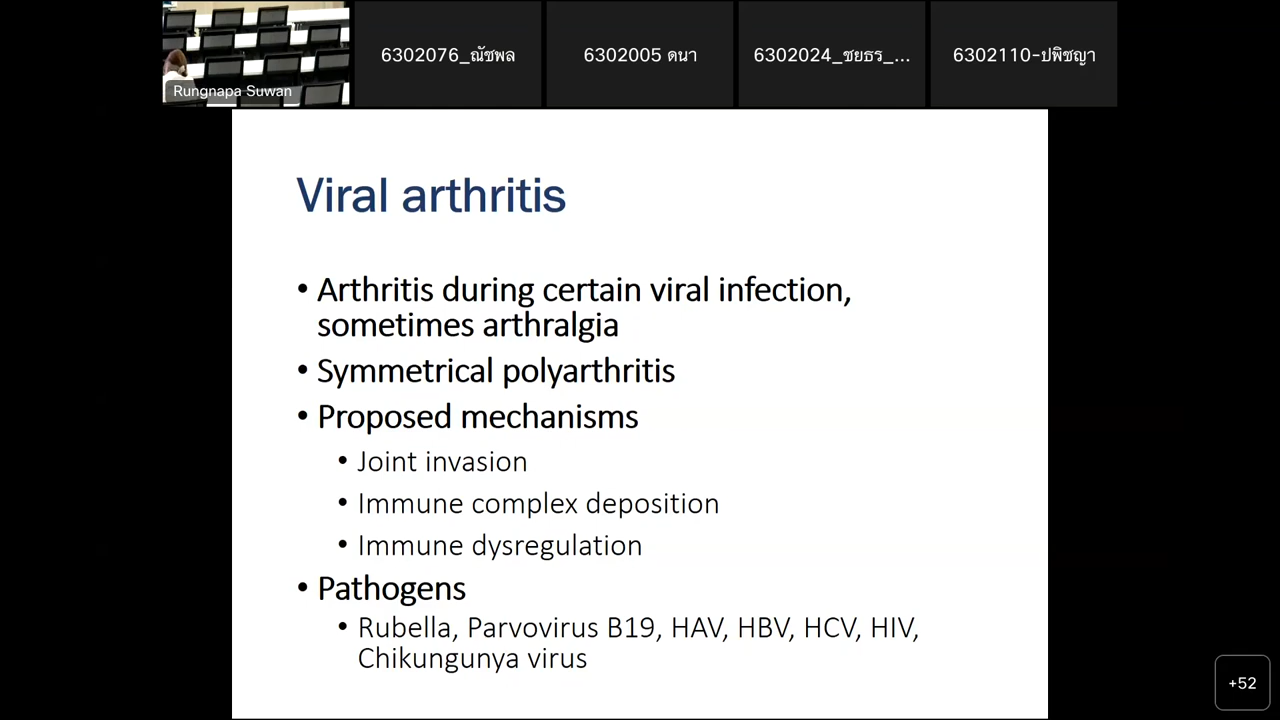 Rungnapa Suwan
6302076_ณัชพล
6302005 ดนา
6302024_ชยธร_...
6302110-ปพิชญา
Viral arthritis
• Arthritis during certain viral infection,
sometimes arthralgia
• Symmetrical polyarthritis
• Proposed mechanisms
• Joint invasion
• Immune complex deposition
• Immune dysregulation
• Pathogens
• Rubella, Parvovirus B19, HAV, HBV, HCV, HIV,
Chikungunya virus
+52